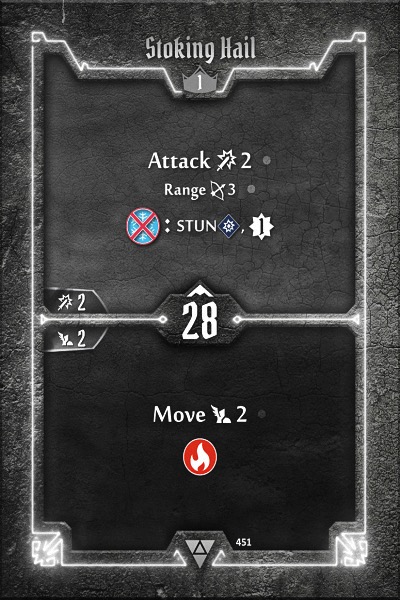 Stoking Hail
1
Attack 2
Range 3
: STUN , 1
2
28
2
Move 2
451